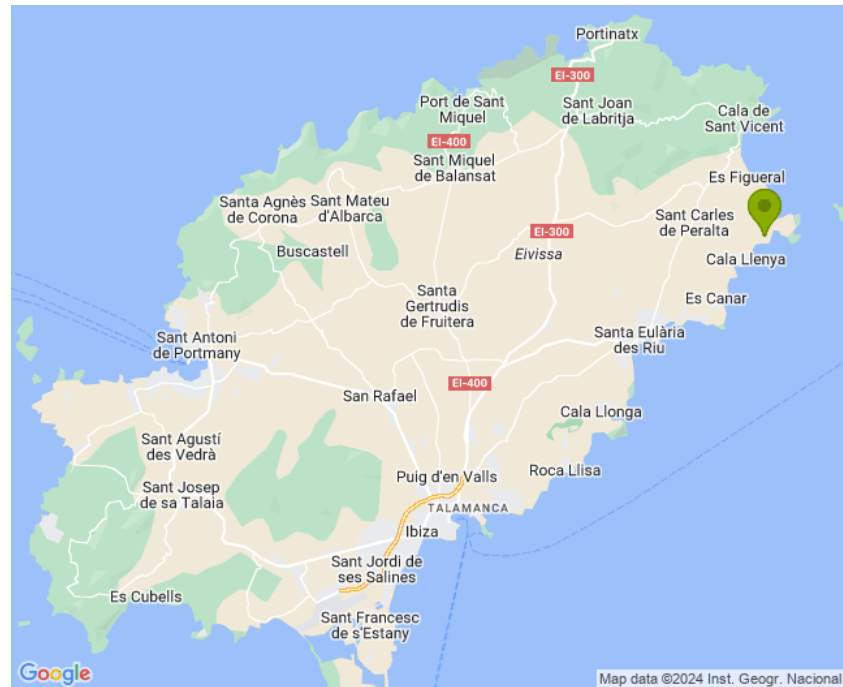 Portinatx
EI-300
Port de Sant
Miquel
Sant Joan
de Labritja
Cala de
Sant Vicent
EI-400
Sant Miquel
de Balansat
Es Figueral
Santa Agnès
de Corona
Sant Mateu
d'Albarca
Sant Carles
de Peralta
EI-300
Buscastell
Eivissa
Cala Llenya
Santa
Gertrudis
de Fruitera
Es Canar
Sant Antoni
de Portmany
Santa Eulària
des Riu
EI-400
San Rafael
Cala Llonga
Sant Agustí
des Vedrà
Roca Llisa
Puig d'en Valls
Sant Josep
de sa Talaia
TALAMANCA
Ibiza
Sant Jordi de
ses Salines
Es Cubells
Sant Francesc
de s'Estany
Google
Map data ©2024 Inst. Geogr. Nacional